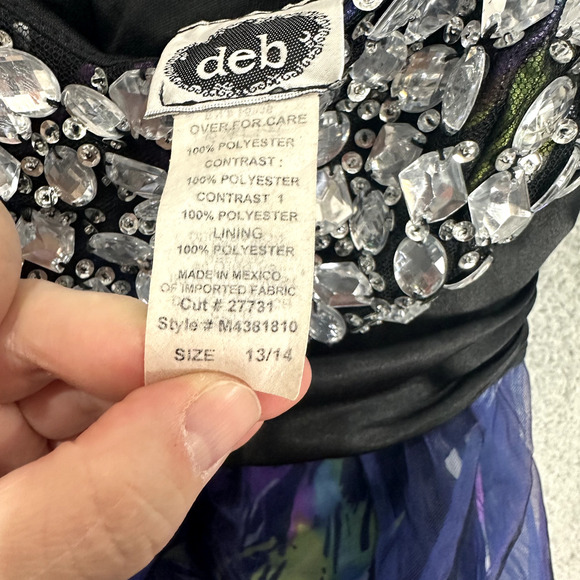 deb
OVER FOR CARE
100% POLYESTER
CONTRAST :
100% POLYESTER
CONTRAST 1
100% POLYESTER
LINING
100% POLYESTER
MADE IN MEXICO
OF IMPORTED FABRIC
Cut # 27731
Style # M4381810
SIZE 13/14